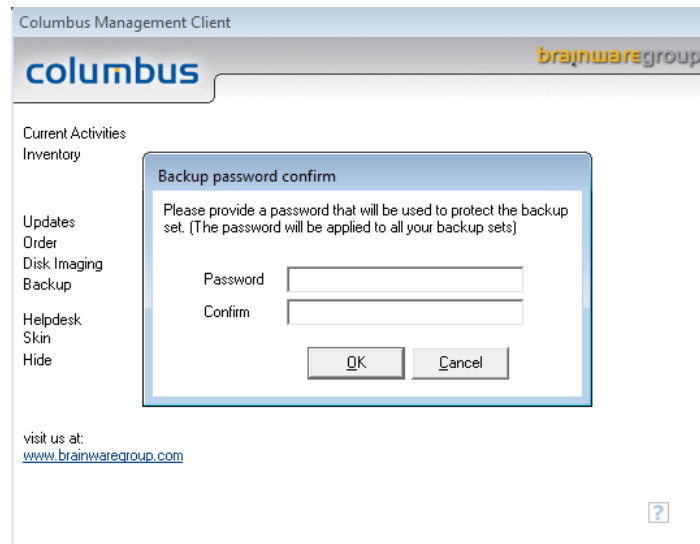 Columbus Management Client
brainwaregroup
columbus
Current Activities
Inventory
Updates
Order
Disk Imaging
Backup
Helpdesk
Skin
Hide
visit us at:
www.brainwaregroup.com
Backup password confirm
Please provide a password that will be used to protect the backup
set. (The password will be applied to all your backup sets)
Password
Confirm
OK
Cancel
?